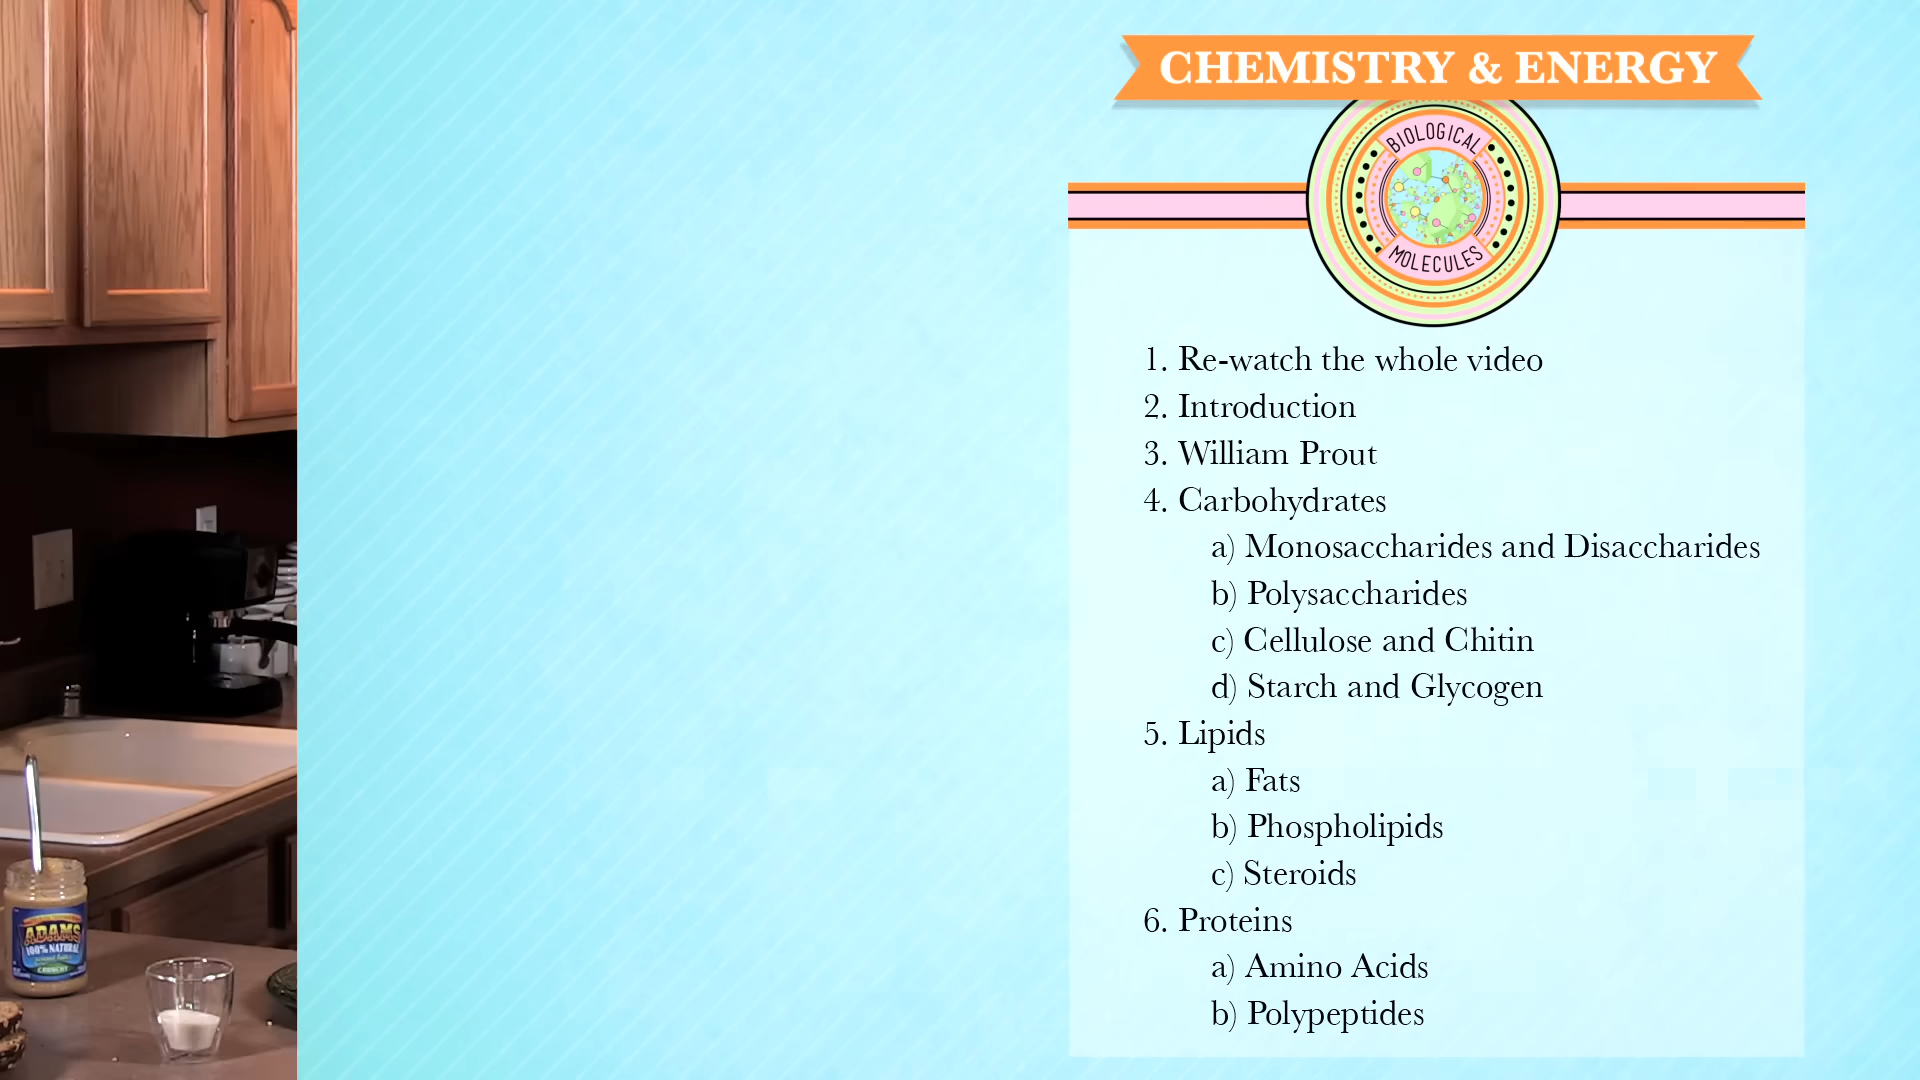 CHEMISTRY & ENERGY
BIOLOGICAL
MOLECULES
1. Re-watch the whole video
2. Introduction
3. William Prout
4. Carbohydrates
a) Monosaccharides and Disaccharides
b) Polysaccharides
c) Cellulose and Chitin
d) Starch and Glycogen
5. Lipids
a) Fats
b) Phospholipids
c) Steroids
6. Proteins
a) Amino Acids
b) Polypeptides
ADAMS
100% NATURAL
CRUNCHY